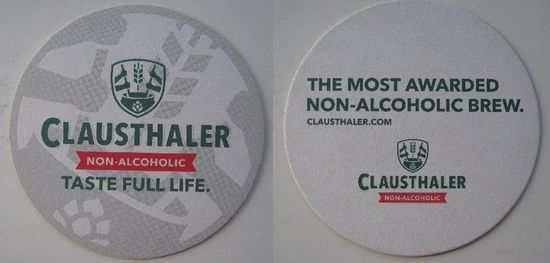 CLAUSTHALER
NON-ALCOHOLIC
TASTE FULL LIFE.
THE MOST AWARDED
NON-ALCOHOLIC BREW.
CLAUSTHALER.COM
CLAUSTHALER
NON-ALCOHOLIC